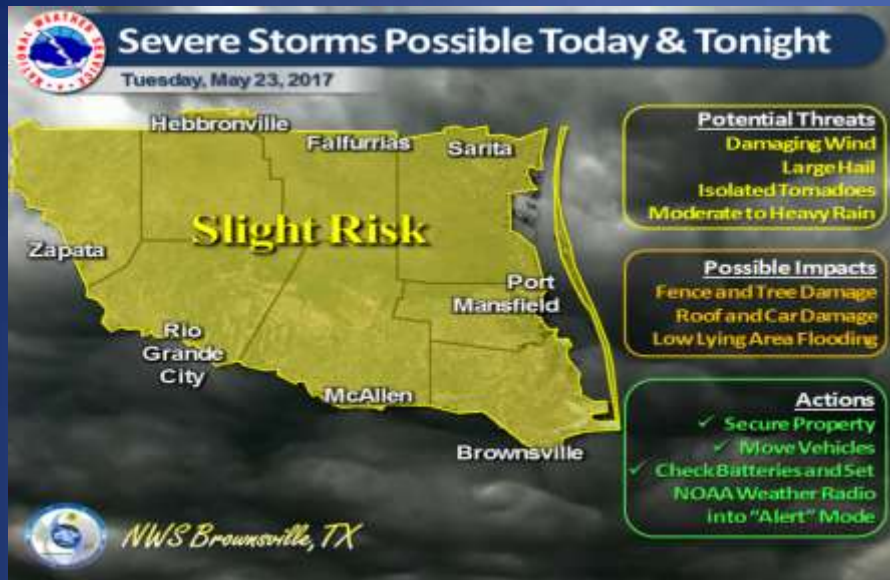 NATIONAL WEATHER SERVICE
Severe Storms Possible Today & Tonight
Tuesday, May 23, 2017
Hebbronville
Falfurrias
Sarita
Slight Risk
Zapata
Port
Mansfield
Rio
Grande
City
McAllen
Brownsville
Potential Threats
Damaging Wind
Large Hail
Isolated Tornadoes
Moderate to Heavy Rain
Possible Impacts
Fence and Tree Damage
Roof and Car Damage
Low Lying Area Flooding
Actions
✓ Secure Property
✓ Move Vehicles
✓ Check Batteries and Set
NOAA Weather Radio
into "Alert" Mode
NWS Brownsville, TX